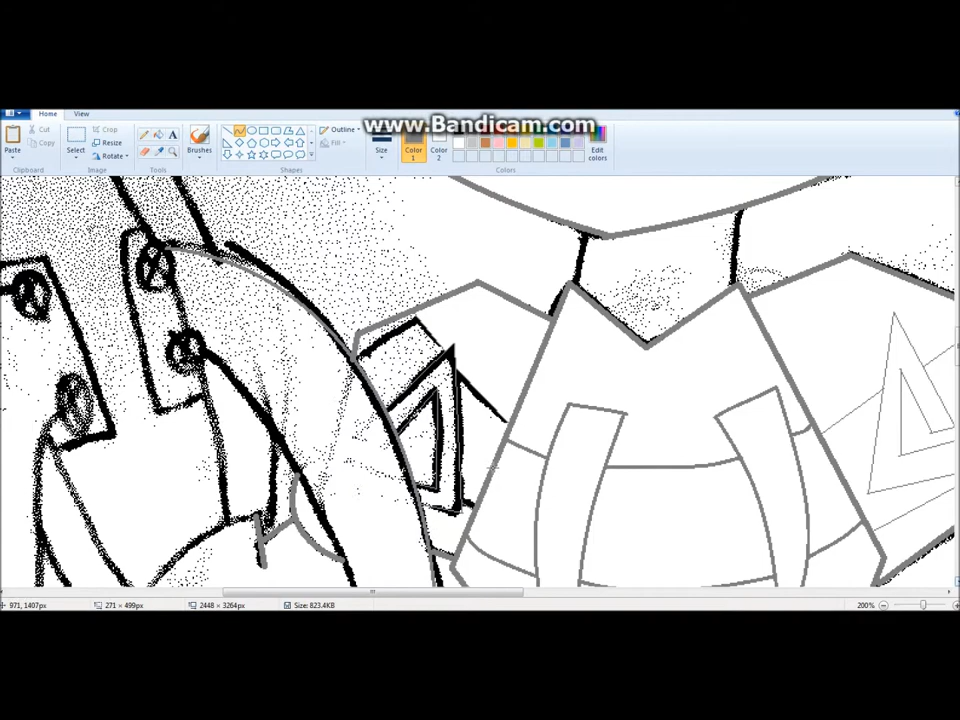 www.Bandicam.com
Home View
Cut
Copy
Paste
Crop
Resize
Rotate
Select
Brushes
Outline
Fill
Size
Color 1
Color 2
Edit colors
Clipboard Image Tools Shapes Colors
971, 1407px 271 × 499px 2448 × 3264px Size: 823.4KB 200%